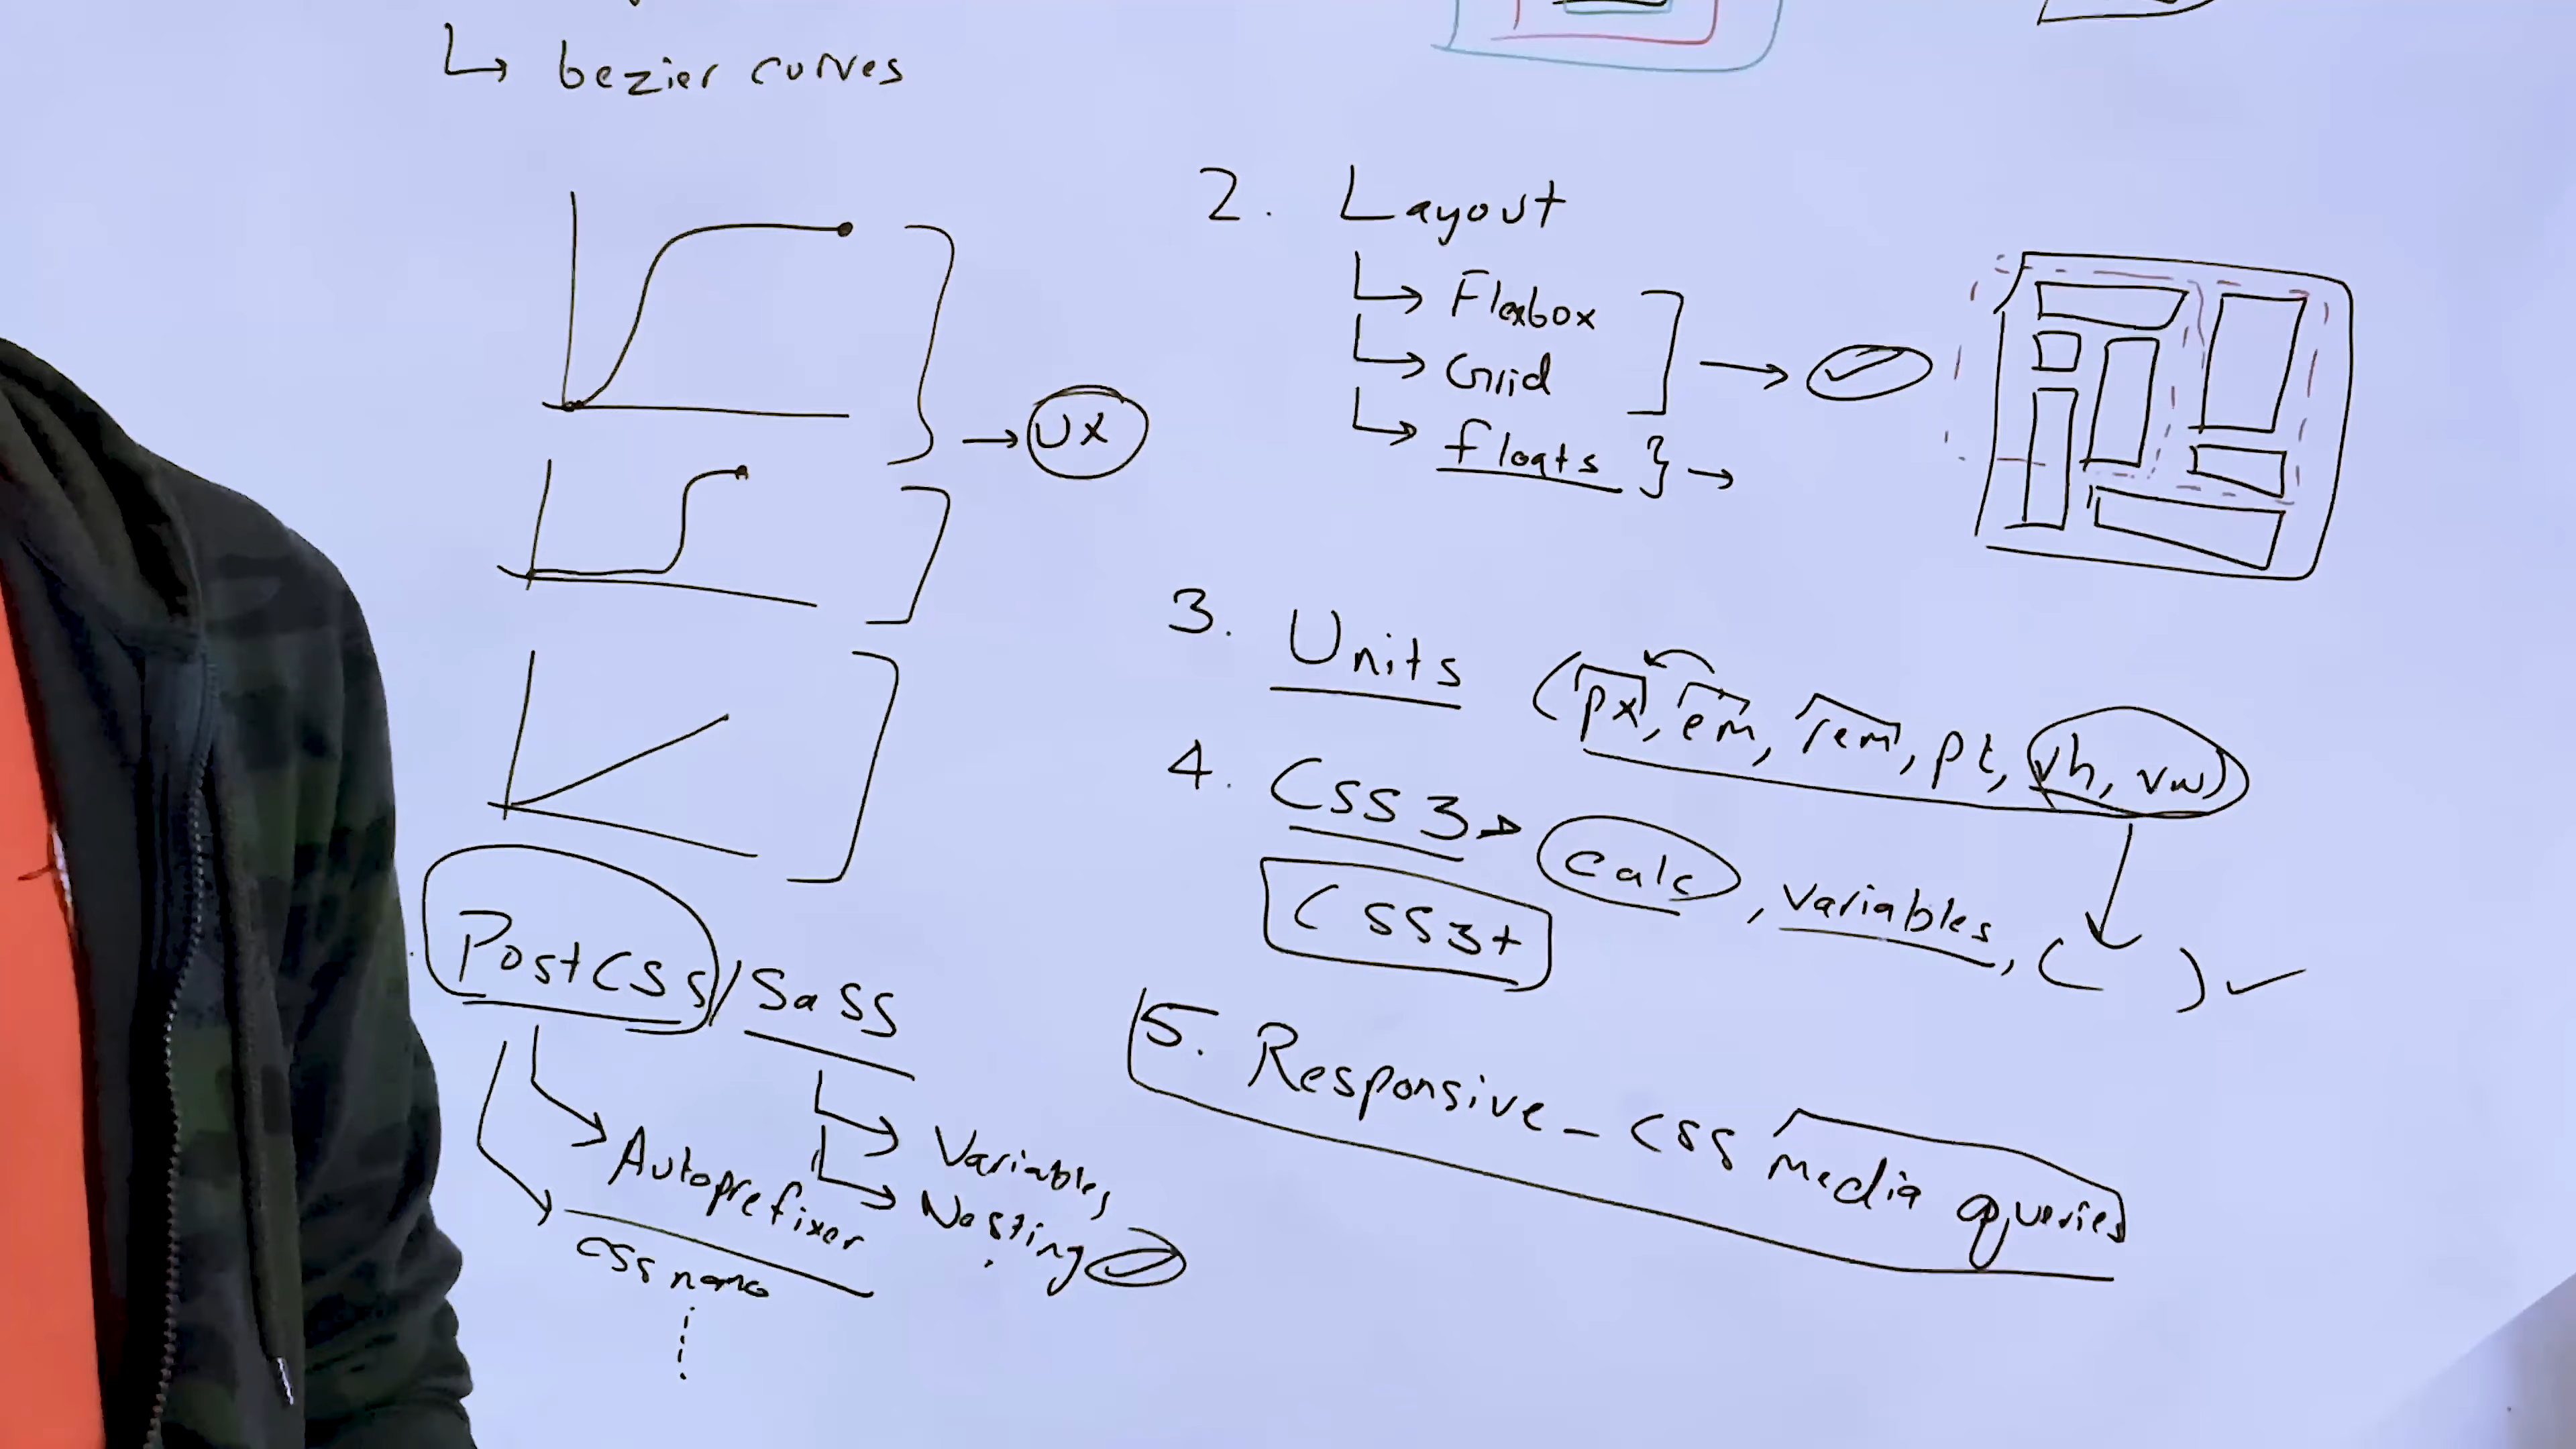 ↳ bezier curves
UX
PostCSS/SaSS
Autoprefixer
CSS nano
Variables
Nesting
2. Layout
Flexbox
Grid
floats
3. Units (px, em, rem, pt, vh, vw)
4. CSS3 calc, variables, ( )
CSS3+
5. Responsive - CSS media queries